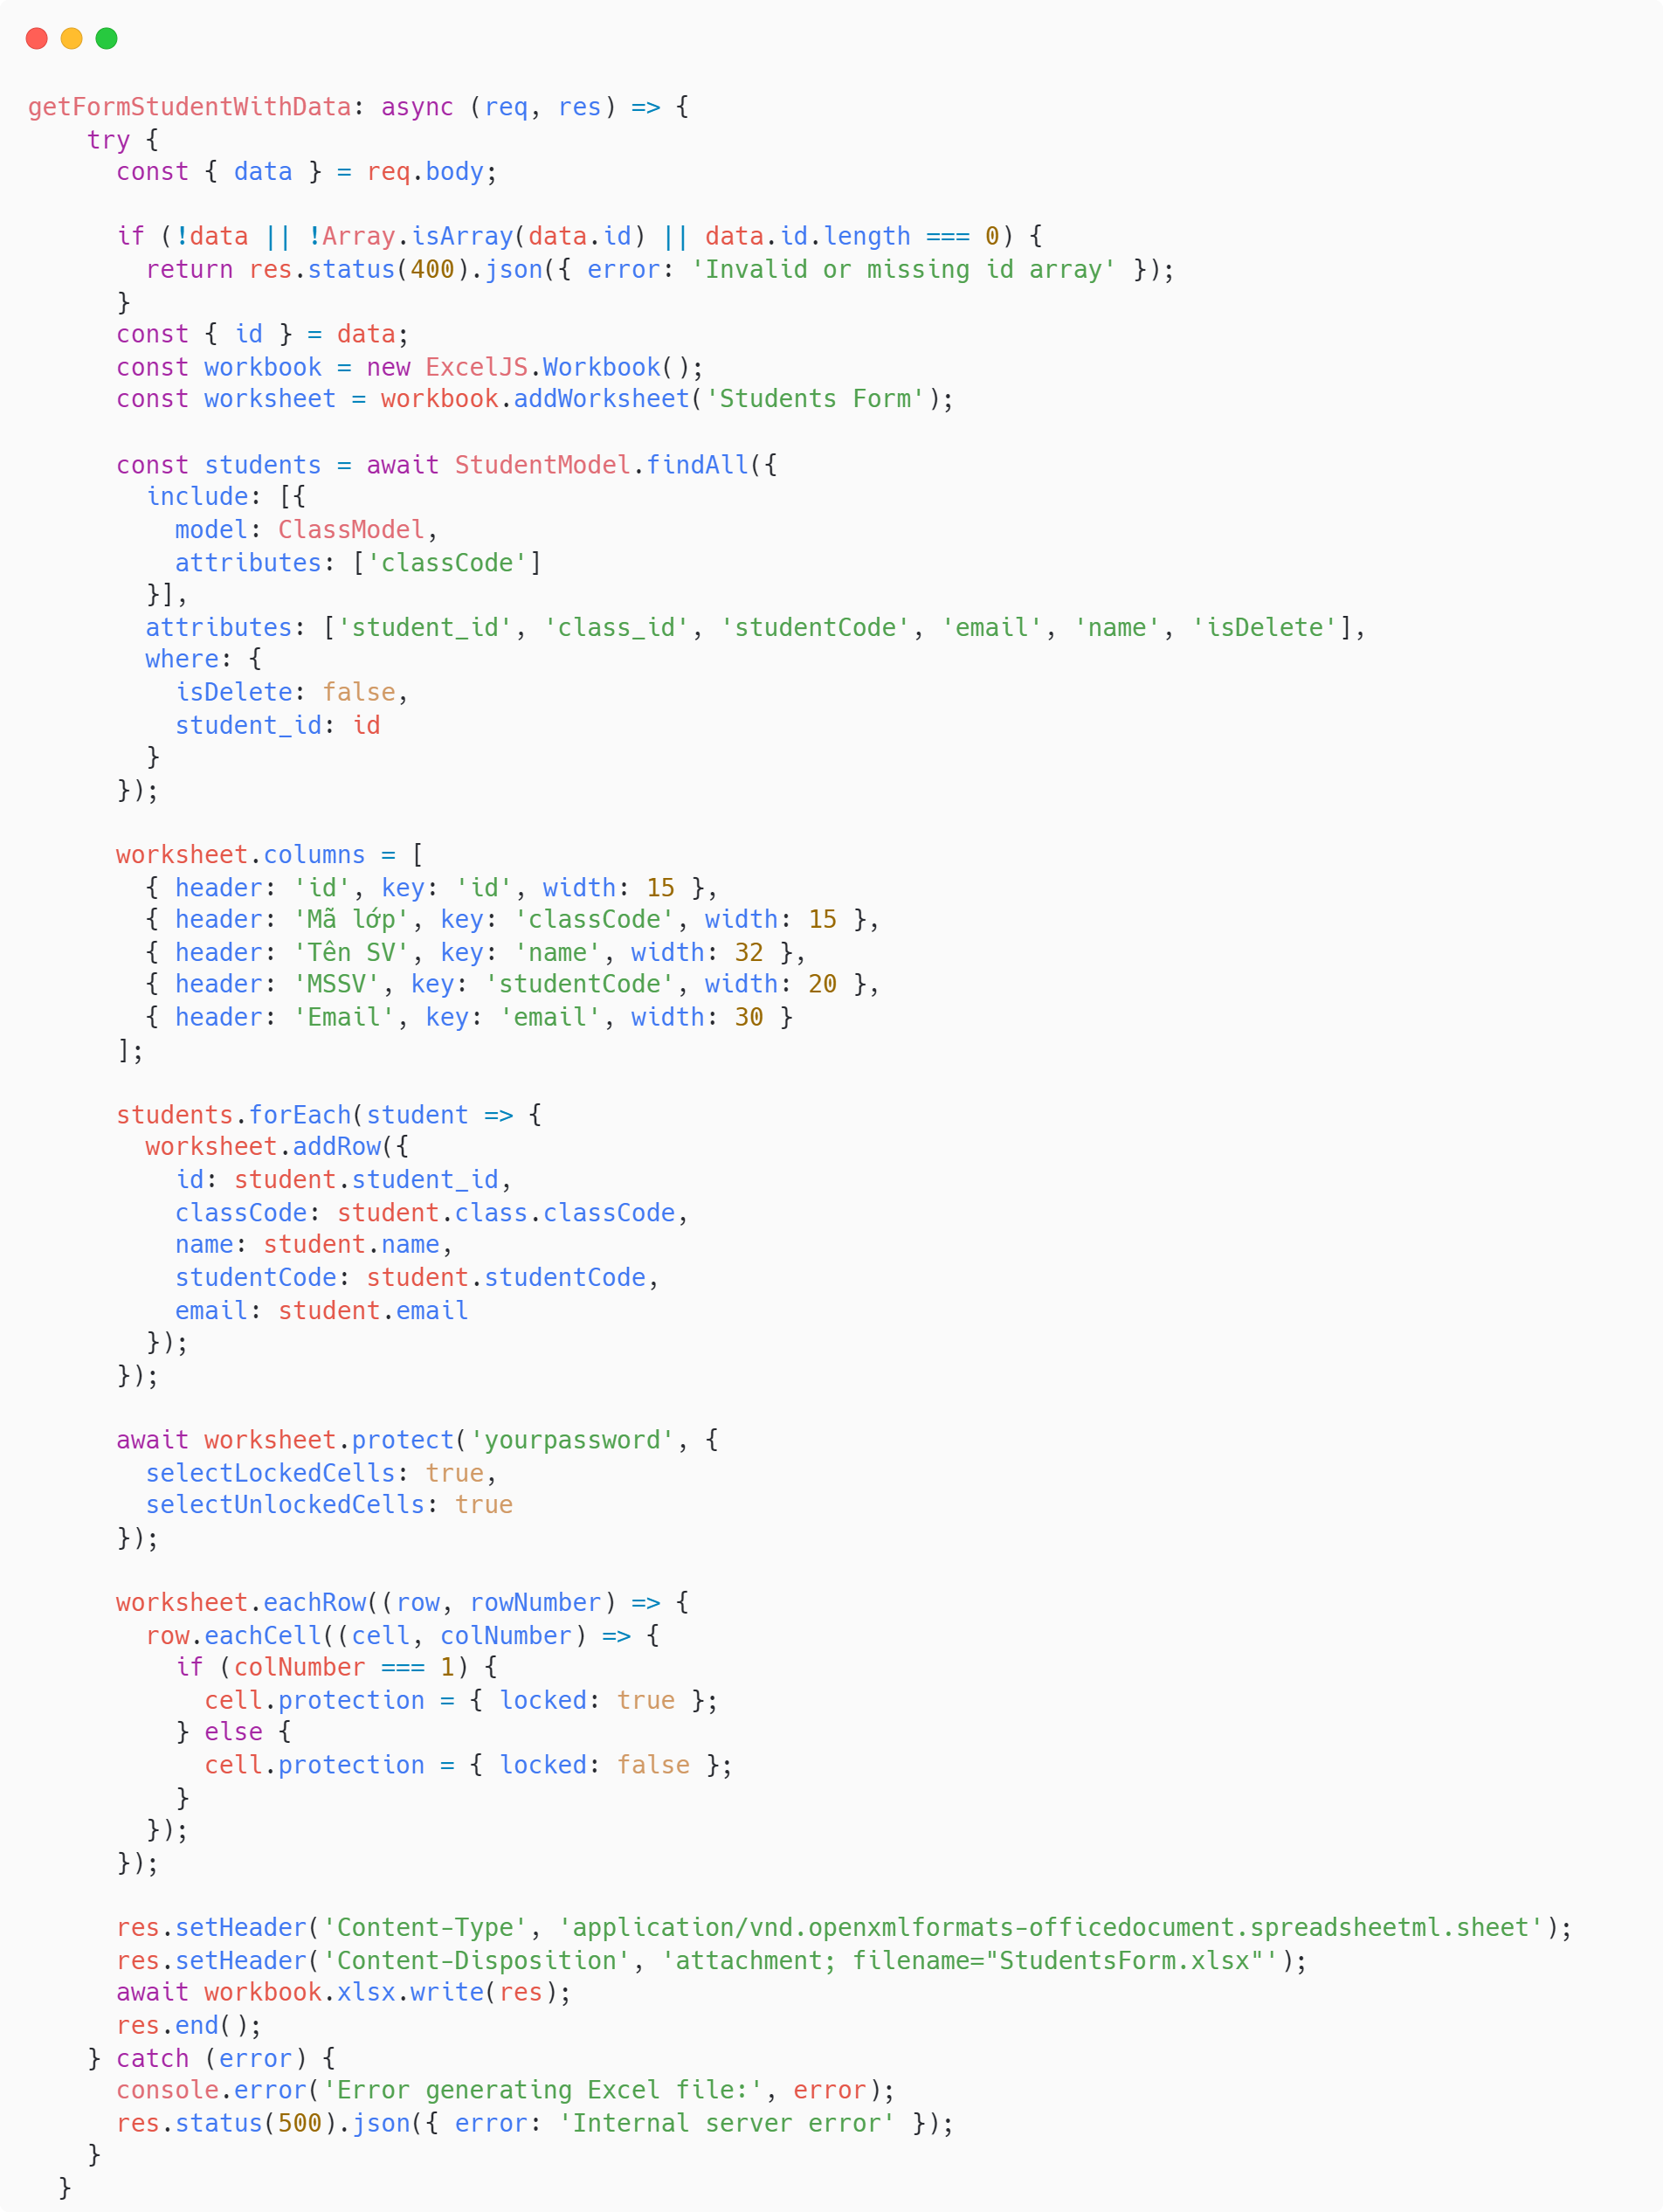 getFormStudentWithData: async (req, res) => {
    try {
      const { data } = req.body;

      if (!data || !Array.isArray(data.id) || data.id.length === 0) {
        return res.status(400).json({ error: 'Invalid or missing id array' });
      }
      const { id } = data;
      const workbook = new ExcelJS.Workbook();
      const worksheet = workbook.addWorksheet('Students Form');

      const students = await StudentModel.findAll({
        include: [{
          model: ClassModel,
          attributes: ['classCode']
        }],
        attributes: ['student_id', 'class_id', 'studentCode', 'email', 'name', 'isDelete'],
        where: {
          isDelete: false,
          student_id: id
        }
      });

      worksheet.columns = [
        { header: 'id', key: 'id', width: 15 },
        { header: 'Mã lớp', key: 'classCode', width: 15 },
        { header: 'Tên SV', key: 'name', width: 32 },
        { header: 'MSSV', key: 'studentCode', width: 20 },
        { header: 'Email', key: 'email', width: 30 }
      ];

      students.forEach(student => {
        worksheet.addRow({
          id: student.student_id,
          classCode: student.class.classCode,
          name: student.name,
          studentCode: student.studentCode,
          email: student.email
        });
      });

      await worksheet.protect('yourpassword', {
        selectLockedCells: true,
        selectUnlockedCells: true
      });

      worksheet.eachRow((row, rowNumber) => {
        row.eachCell((cell, colNumber) => {
          if (colNumber === 1) {
            cell.protection = { locked: true };
          } else {
            cell.protection = { locked: false };
          }
        });
      });

      res.setHeader('Content-Type', 'application/vnd.openxmlformats-officedocument.spreadsheetml.sheet');
      res.setHeader('Content-Disposition', 'attachment; filename="StudentsForm.xlsx"');
      await workbook.xlsx.write(res);
      res.end();
    } catch (error) {
      console.error('Error generating Excel file:', error);
      res.status(500).json({ error: 'Internal server error' });
    }
  }